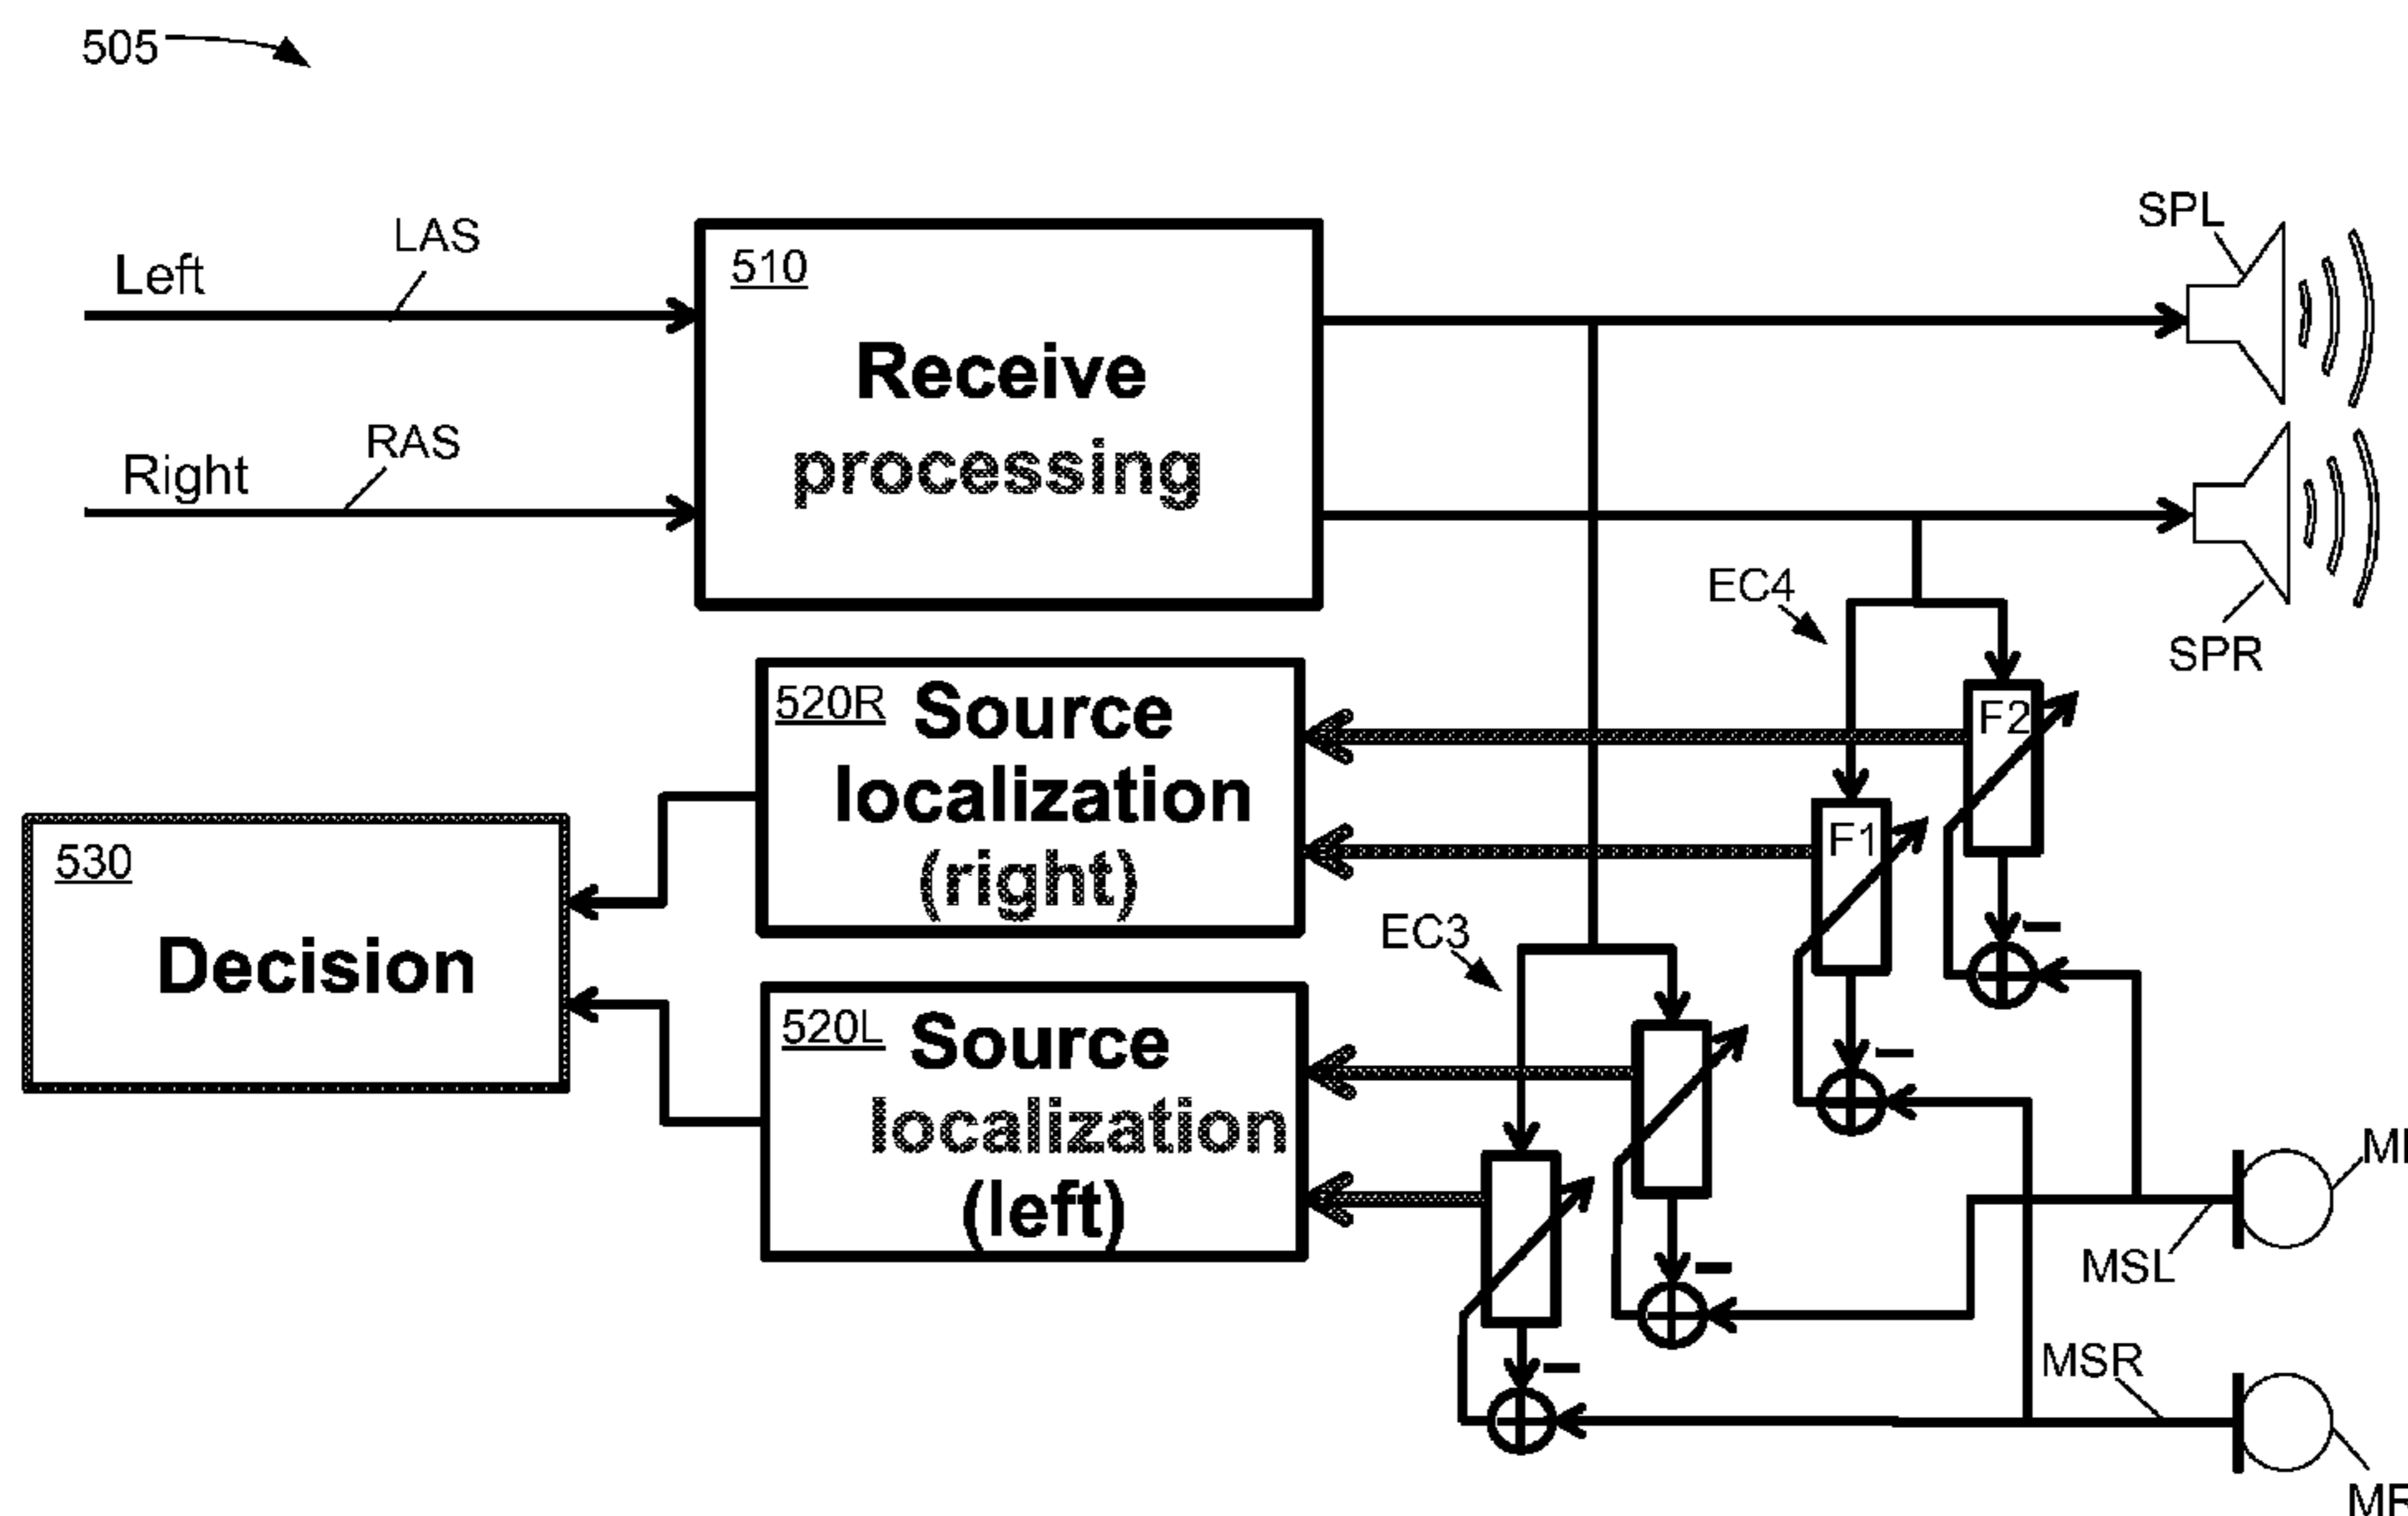 505
LAS
Left
RAS
Right
510
Receive
processing
SPL
SPR
EC4
F2
F1
520R
Source
localization
(right)
530
Decision
EC3
520L
Source
localization
(left)
MSL
MSR
MR